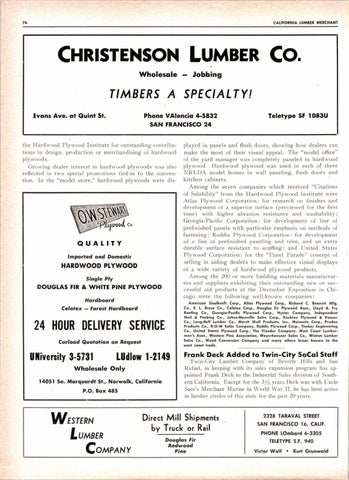 74
CALIFORNIA LUMBER MERCHANT
CHRISTENSON LUMBER CO.
Wholesale — Jobbing
TIMBERS A SPECIALTY!
Evans Ave. at Quint St.
Phone VAlencia 4-5832
Teletype SF 1083U
SAN FRANCISCO 24
the Hardwood Plywood Institute for outstanding contributions
in design, production or merchandising of hardwood
plywoods.
Growing dealer interest in hardwood plywoods was also
reflected in two special promotions tied-in to the convention.
In the "model store," hardwood plywoods were dis-
O.W. STEWART
Plywood Co.
QUALITY
Imported and Domestic
HARDWOOD PLYWOOD
Single Ply
DOUGLAS FIR & WHITE PINE PLYWOOD
Hardboard
Celotex — Forest Hardboard
24 HOUR DELIVERY SERVICE
Carload Quotation on Request
UNiversity 3-5731 LUdlow 1-2149
Wholesale Only
14051 So. Marquardt St., Norwalk, California
P.O. Box 485
played in panels and flush doors, showing how dealers can
make the most of their visual appeal. The "model office"
of the yard manager was completely paneled in hardwood
plywood. Hardwood plywood was used in each of three
NRLDA model homes in wall paneling, flush doors and
kitchen cabinets.
Among the seven companies which received "Citations
of Salability" from the Hardwood Plywood Institute were
Atlas Plywood Corporation: for research on finishes and
development of a superior surface (previewed for the first
time) with higher abrasion resistance and washability;
Georgia-Pacific Corporation: for development of line of
prefinished panels with particular emphasis on methods of
fastening; Roddis Plywood Corporation: for development
of a line of prefinished paneling and trim, and an extra
durable surface resistant to scuffing; and United States
Plywood Corporation: for the "Panel Parade" concept of
selling in aiding dealers to make effective visual displays
of a wide variety of hardwood plywood products.
Among the 200 or more building materials manufacturers
and suppliers exhibiting their outstanding new or successful
old products at the December Exposition in Chicago
were the following well-known companies:
Frank Deck Added to Twin-City SoCal Staff
Twin-City Lumber Company of Beverly Hills and San
Rafael, in keeping with its sales expansion program has appointed
Frank Deck to the Industrial Sales division of Southern
California. Except for the 3½ years Deck was with Uncle
Sam's Merchant Marine in World War II, he has been active
in lumber circles of this state for the past 20 years.
WESTERN
LUMBER
COMPANY
Direct Mill Shipments
by Truck or Rail
Douglas Fir
Redwood
Pine
2328 TARAVAL STREET
SAN FRANCISCO 16, CALIF.
PHONE LOmbard 6-3305
TELETYPE S.F. 940
Victor Wolf • Kurt Grunwald